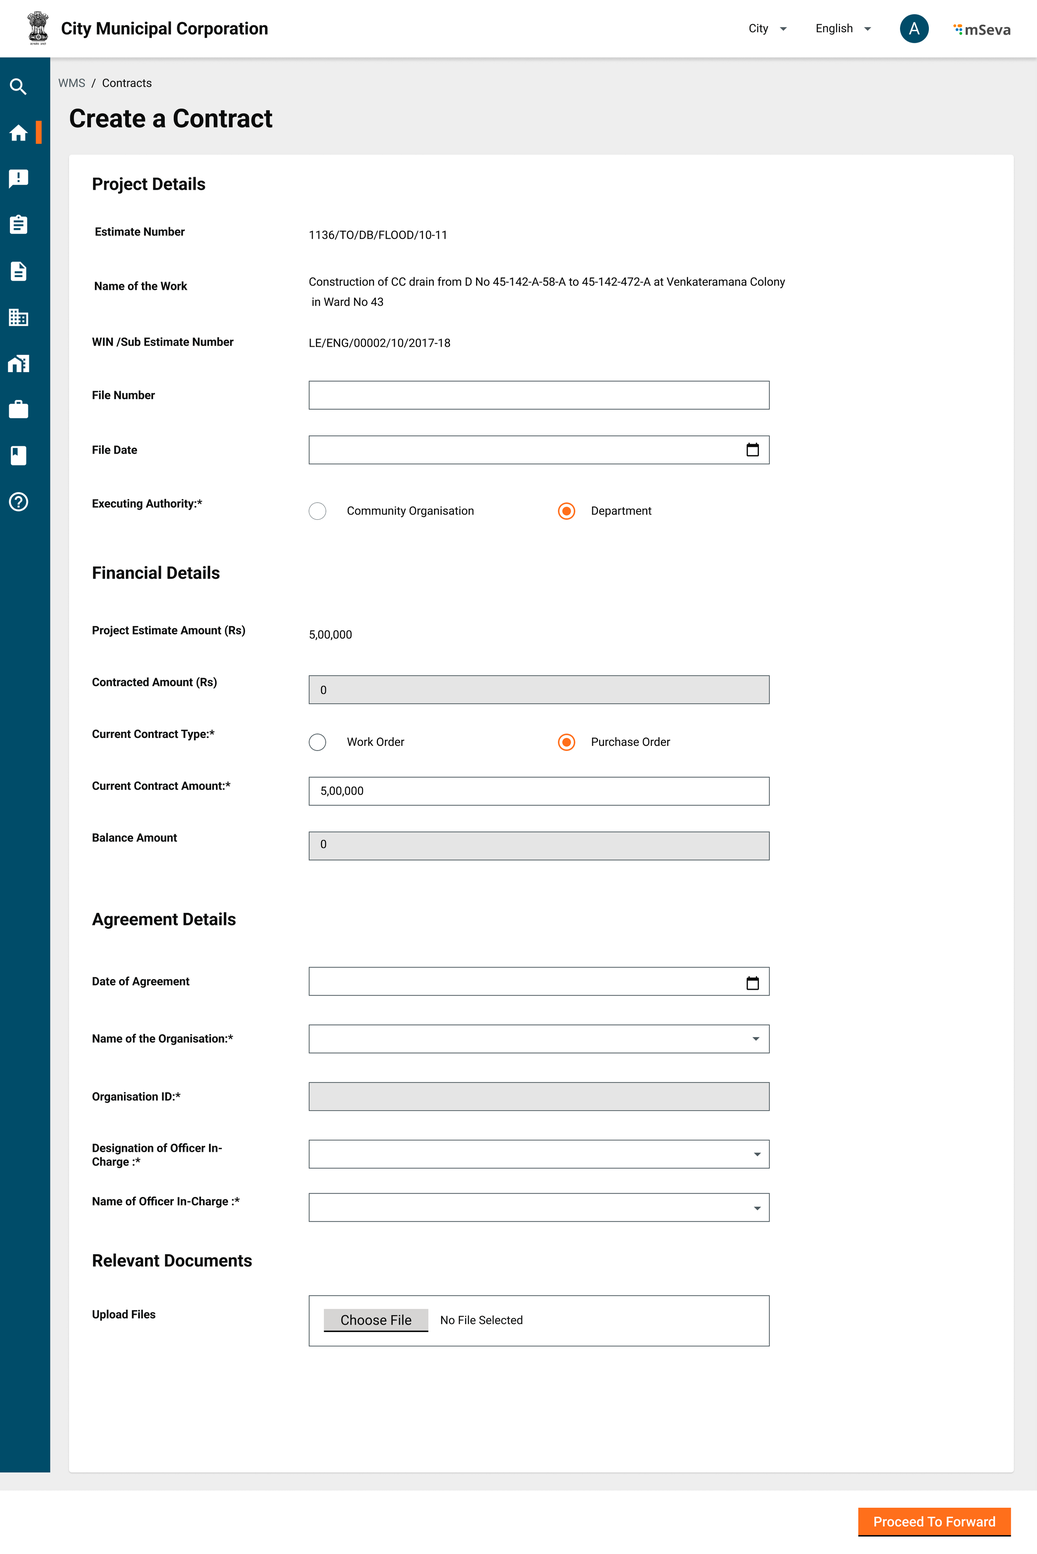 City Municipal Corporation
City
English
A
mSeva
WMS / Contracts
Create a Contract
Project Details
Estimate Number
1136/TO/DB/FLOOD/10-11
Name of the Work
Construction of CC drain from D No 45-142-A-58-A to 45-142-472-A at Venkateramana Colony
in Ward No 43
WIN /Sub Estimate Number
LE/ENG/00002/10/2017-18
File Number
File Date
Executing Authority:*
Community Organisation
Department
Financial Details
Project Estimate Amount (Rs)
5,00,000
Contracted Amount (Rs)
0
Current Contract Type:*
Work Order
Purchase Order
Current Contract Amount:*
5,00,000
Balance Amount
0
Agreement Details
Date of Agreement
Name of the Organisation:*
Organisation ID:*
Designation of Officer In-
Charge :*
Name of Officer In-Charge :*
Relevant Documents
Upload Files
Choose File
No File Selected
Proceed To Forward